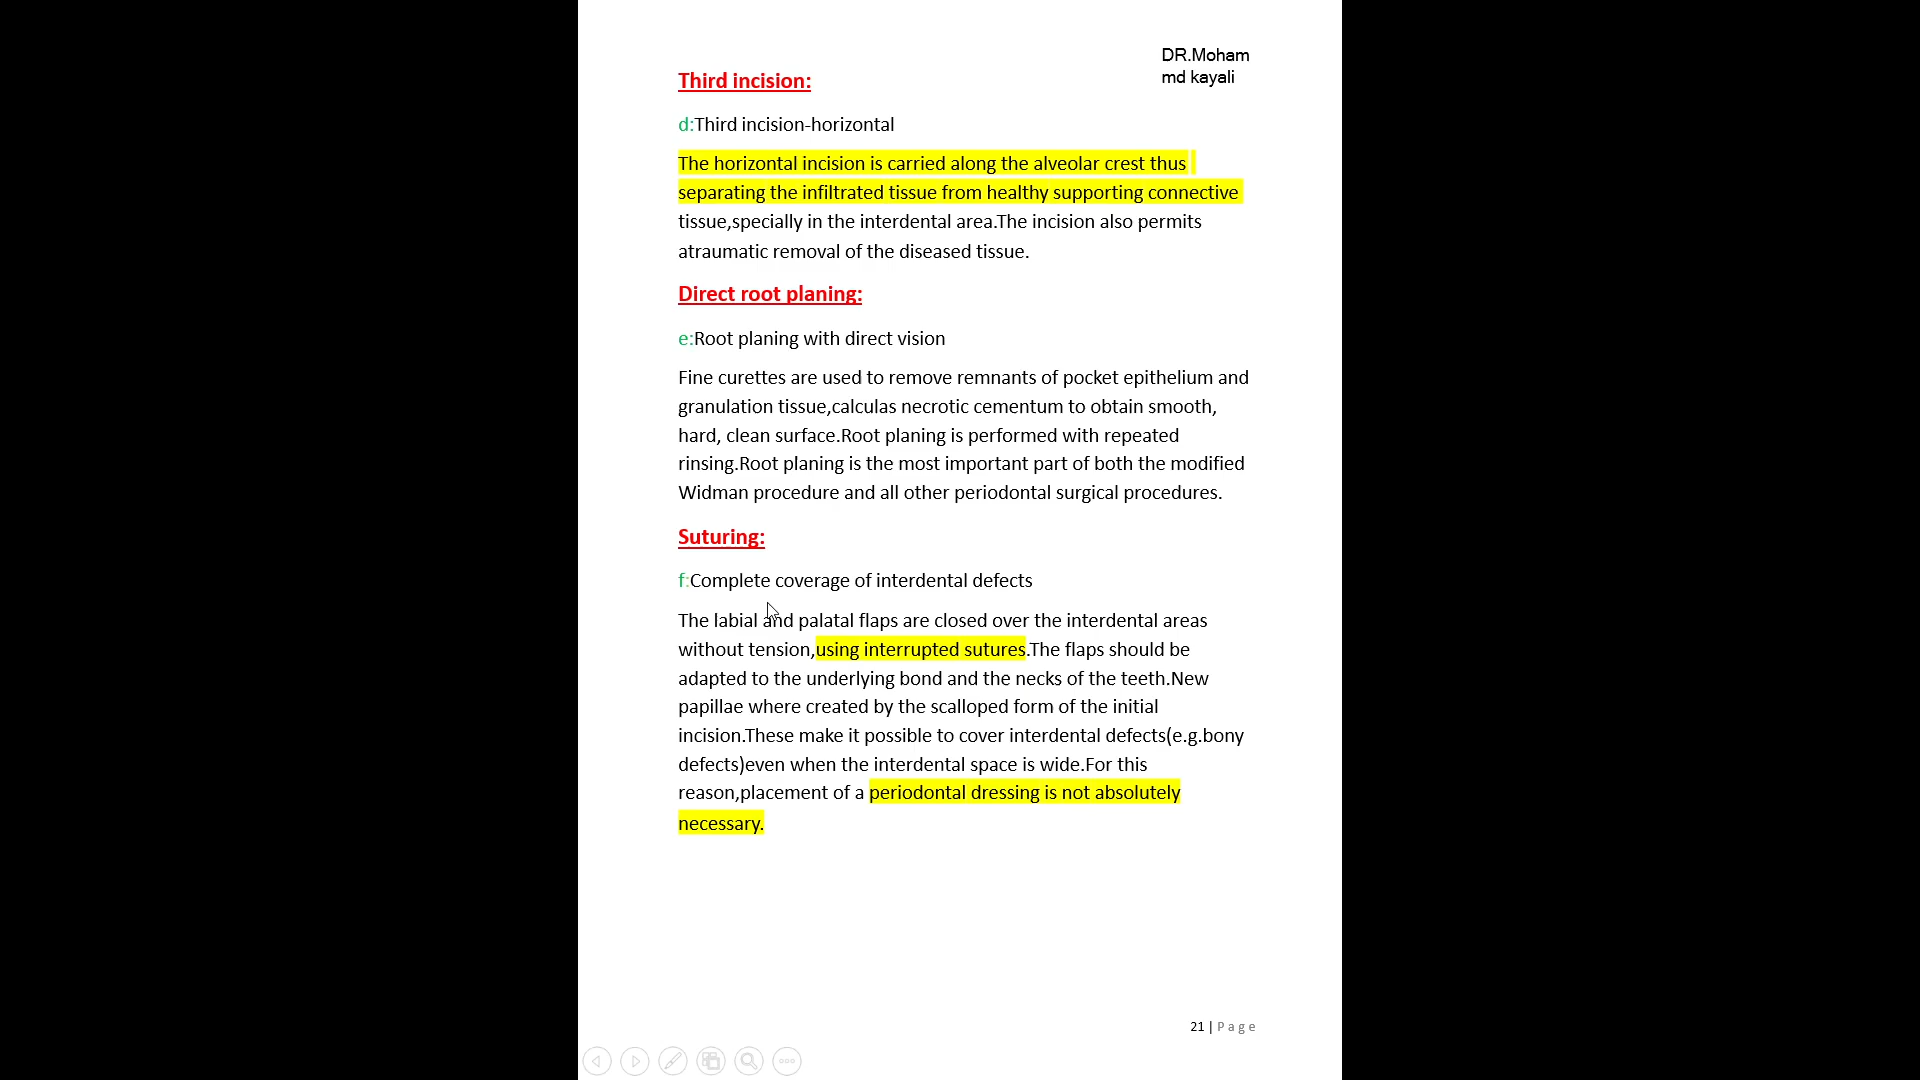 DR.Moham
md kayali
Third incision:
d:Third incision-horizontal
The horizontal incision is carried along the alveolar crest thus
separating the infiltrated tissue from healthy supporting connective
tissue,specially in the interdental area.The incision also permits
atraumatic removal of the diseased tissue.
Direct root planing:
e:Root planing with direct vision
Fine curettes are used to remove remnants of pocket epithelium and
granulation tissue,calculas necrotic cementum to obtain smooth,
hard, clean surface.Root planing is performed with repeated
rinsing.Root planing is the most important part of both the modified
Widman procedure and all other periodontal surgical procedures.
Suturing:
f:Complete coverage of interdental defects
The labial and palatal flaps are closed over the interdental areas
without tension,using interrupted sutures.The flaps should be
adapted to the underlying bond and the necks of the teeth.New
papillae where created by the scalloped form of the initial
incision.These make it possible to cover interdental defects(e.g.bony
defects)even when the interdental space is wide.For this
reason,placement of a periodontal dressing is not absolutely
necessary.
21 | Page